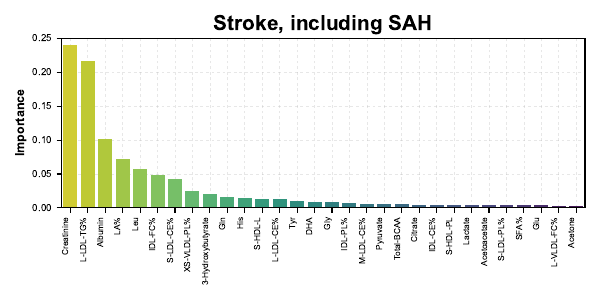 Stroke, including SAH
Importance
0.25
0.20
0.15
0.10
0.05
0.00
Creatinine
L-LDL-TG%
Albumin
LA%
Leu
IDL-FC%
S-LDL-CE%
XS-VLDL-PL%
3-Hydroxybutyrate
Gln
His
S-HDL-L
L-LDL-CE%
Tyr
DHA
Gly
IDL-PL%
M-LDL-CE%
Pyruvate
Total-BCAA
Citrate
IDL-CE%
S-HDL-PL
Lactate
Acetoacetate
S-LDL-PL%
SFA%
Glu
L-VLDL-FC%
Acetone